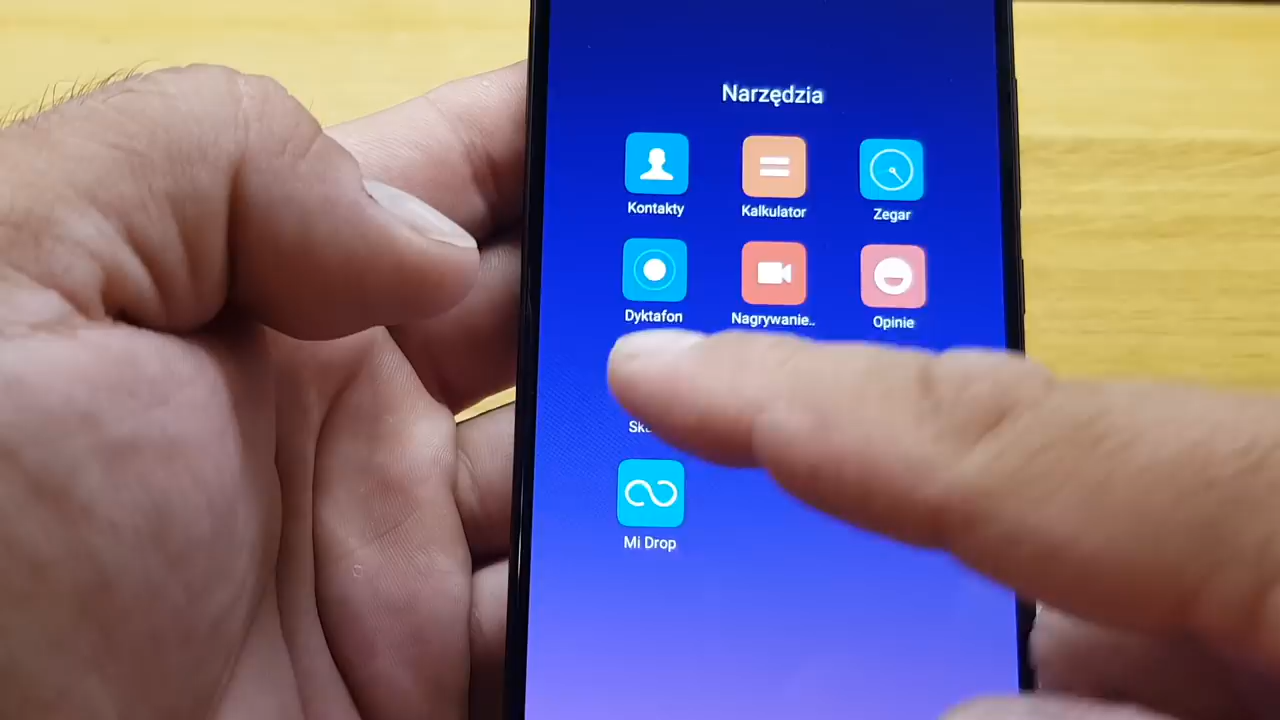 Narzędzia
Kontakty
Kalkulator
Zegar
Dyktafon
Nagrywanie..
Opinie
Mi Drop